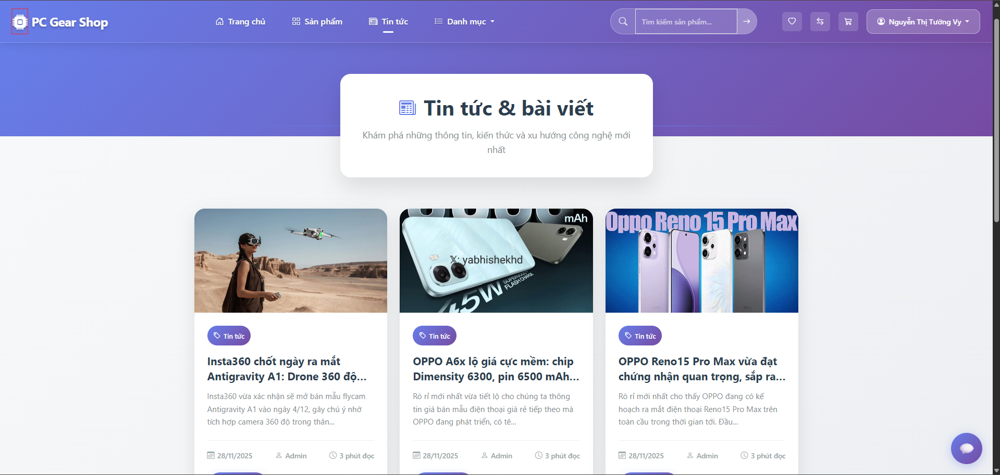 PC Gear Shop
Trang chủ
Sản phẩm
Tin tức
Danh mục
Tìm kiếm sản phẩm...
Nguyễn Thị Tường Vy
Tin tức & bài viết
Khám phá những thông tin, kiến thức và xu hướng công nghệ mới
nhất
mAh
X: yabhishekhd
45W
SUPERVOOC
FLASH CHARGE
Oppo Reno 15 Pro Max
Tin tức
Insta360 chốt ngày ra mắt
Antigravity A1: Drone 360 độ...
Insta360 vừa xác nhận sẽ mở bán mẫu flycam
Antigravity A1 vào ngày 4/12, gây chú ý nhờ
tích hợp camera 360 độ trong thân...
28/11/2025
Admin
3 phút đọc
Tin tức
OPPO A6x lộ giá cực mềm: chip
Dimensity 6300, pin 6500 mAh...
Rò rỉ mới nhất vừa tiết lộ cho chúng ta thông
tin giá bán mẫu điện thoại giá rẻ tiếp theo mà
OPPO đang phát triển, có tê...
28/11/2025
Admin
3 phút đọc
Tin tức
OPPO Reno15 Pro Max vừa đạt
chứng nhận quan trọng, sắp ra...
Rò rỉ mới nhất cho thấy OPPO đang có kế
hoạch ra mắt điện thoại Reno15 Pro Max trên
toàn cầu trong thời gian tới. Đầu...
28/11/2025
Admin
3 phút đọc